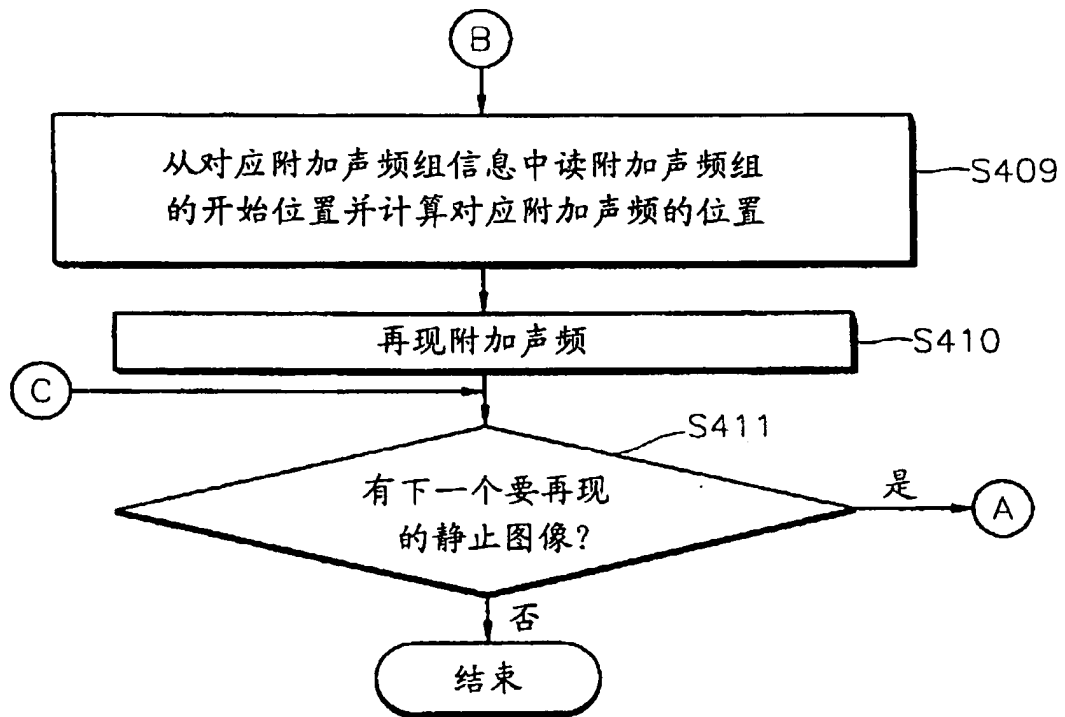 B
从对应附加声频组信息中读附加声频组
的开始位置并计算对应附加声频的位置
S409
再现附加声频
S410
C
S411
有下一个要再现
的静止图像?
是
A
否
结束